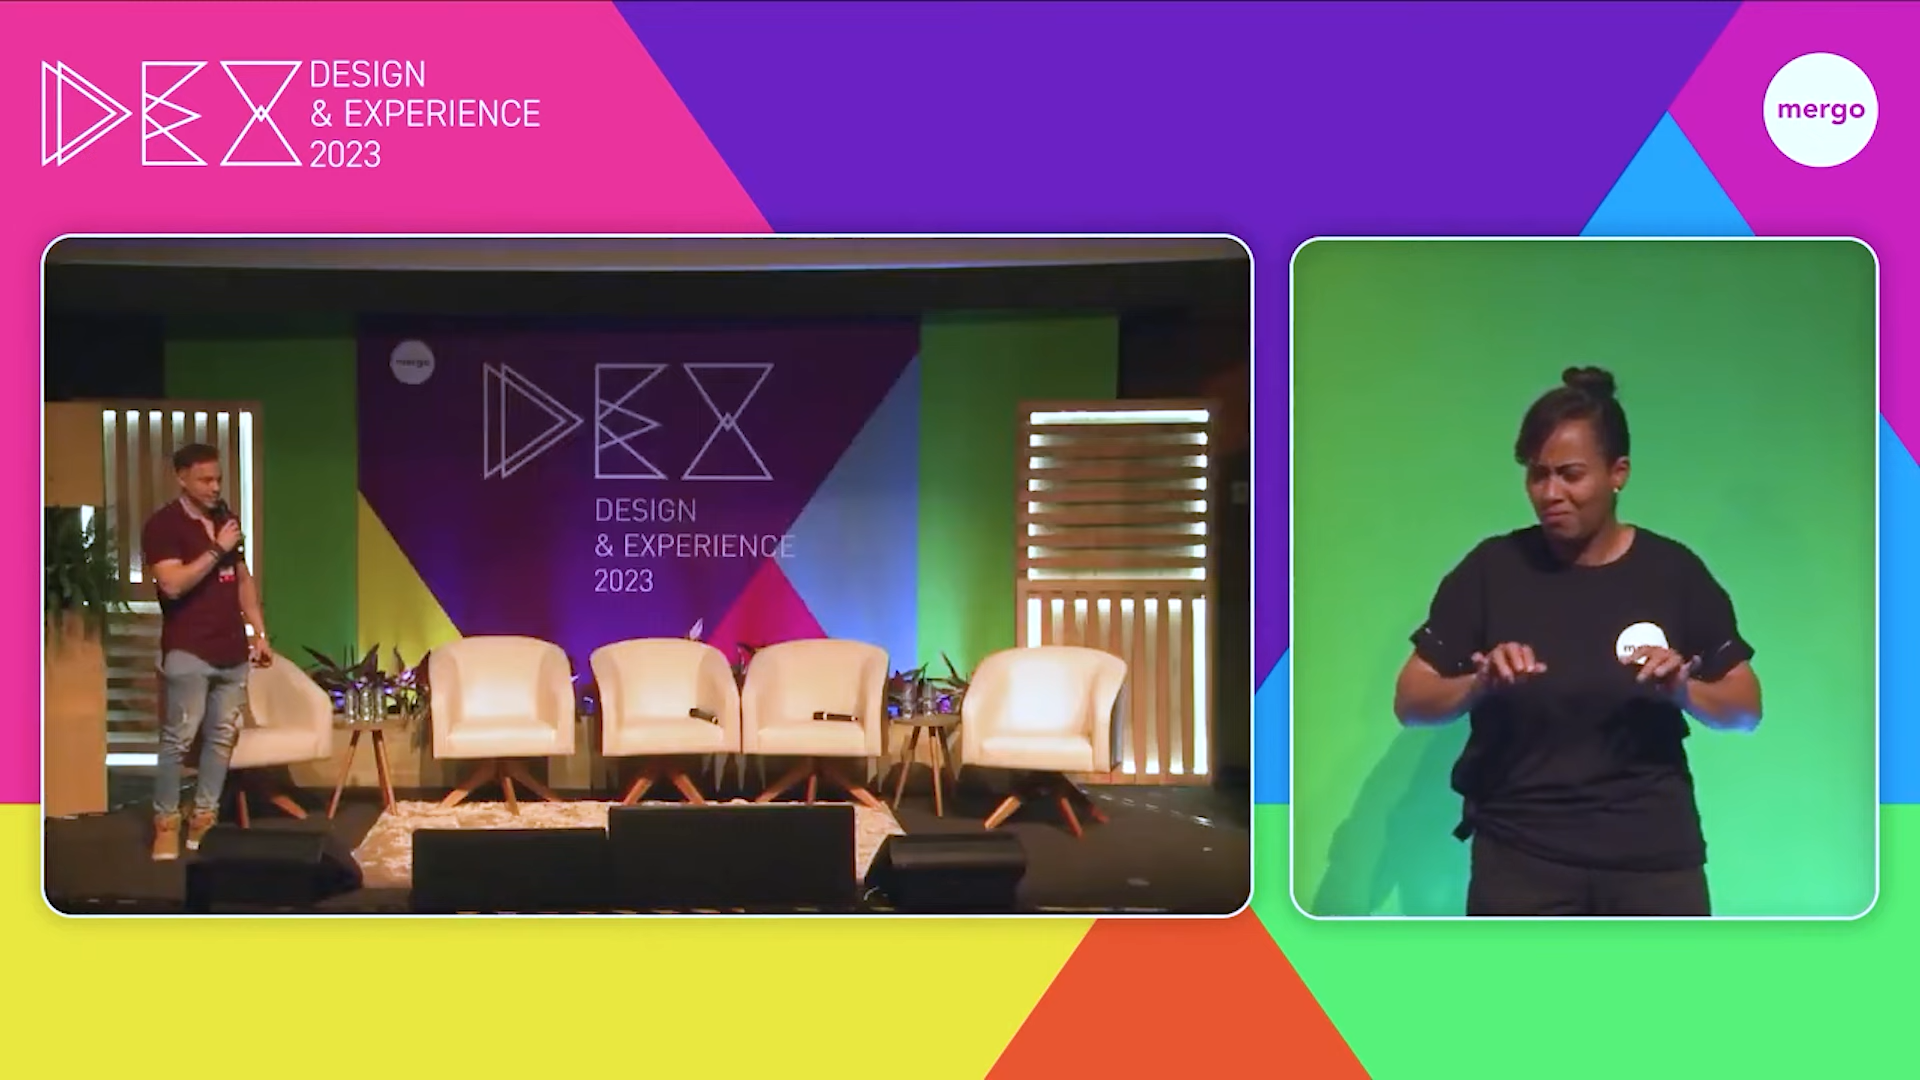 DEX
DESIGN
& EXPERIENCE
2023
mergo
mergo
DEX
DESIGN
& EXPERIENCE
2023